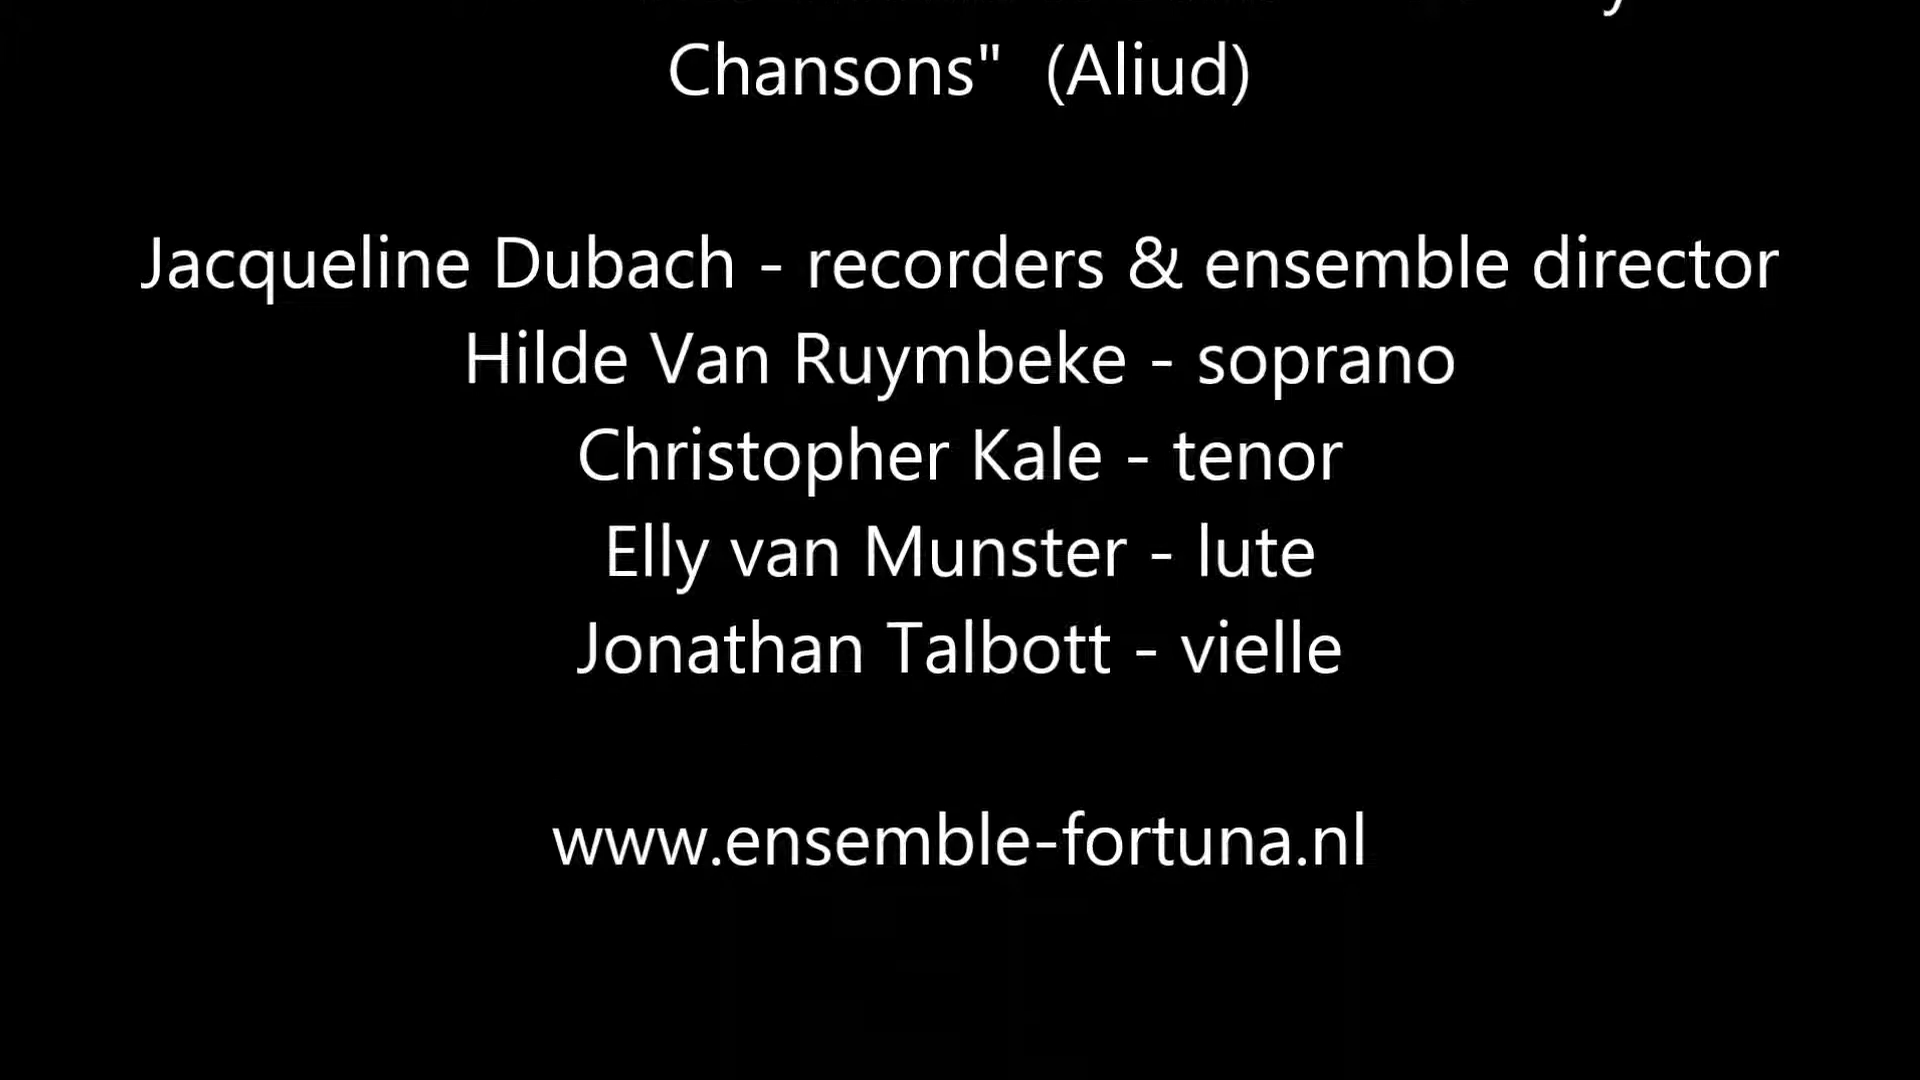 Chansons" (Aliud)
Jacqueline Dubach - recorders & ensemble director
Hilde Van Ruymbeke - soprano
Christopher Kale - tenor
Elly van Munster - lute
Jonathan Talbott - vielle
www.ensemble-fortuna.nl